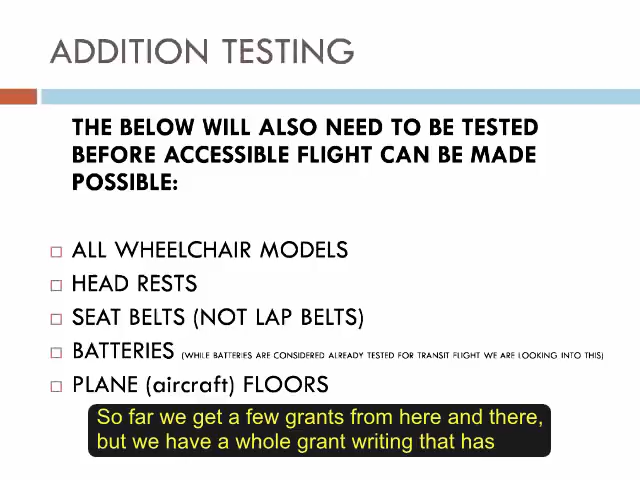 ADDITION TESTING
THE BELOW WILL ALSO NEED TO BE TESTED
BEFORE ACCESSIBLE FLIGHT CAN BE MADE
POSSIBLE:
ALL WHEELCHAIR MODELS
HEAD RESTS
SEAT BELTS (NOT LAP BELTS)
BATTERIES (WHILE BATTERIES ARE CONSIDERED ALREADY TESTED FOR TRANSIT FLIGHT WE ARE LOOKING INTO THIS)
PLANE (aircraft) FLOORS
So far we get a few grants from here and there,
but we have a whole grant writing that has